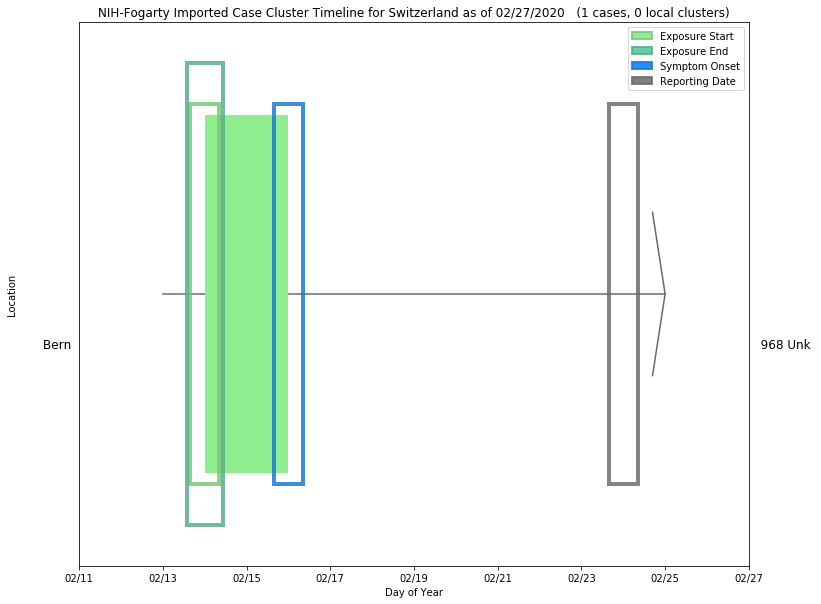 NIH-Fogarty Imported Case Cluster Timeline for Switzerland as of 02/27/2020   (1 cases, 0 local clusters)
Exposure Start
Exposure End
Symptom Onset
Reporting Date
Location
Bern
968 Unk
02/11 02/13 02/15 02/17 02/19 02/21 02/23 02/25 02/27
Day of Year